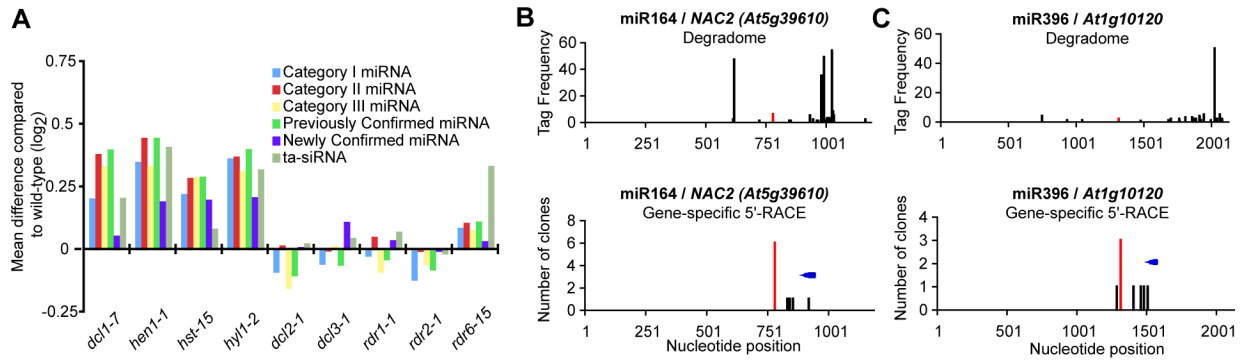 A
Mean difference compared
to wild-type (log2)
0.75
0.5
0.25
0
-0.25
Category I miRNA
Category II miRNA
Category III miRNA
Previously Confirmed miRNA
Newly Confirmed miRNA
ta-siRNA
dcl1-7
hen1-1
hst-15
hyl1-2
dcl2-1
dcl3-1
rdr1-1
rdr2-1
rdr6-15
B
miR164 / NAC2 (At5g39610)
Degradome
Tag Frequency
60
40
20
0
1 251 501 751 1001
miR164 / NAC2 (At5g39610)
Gene-specific 5'-RACE
Number of clones
8
6
4
2
0
1 251 501 751 1001
Nucleotide position
C
miR396 / At1g10120
Degradome
Tag Frequency
60
40
20
0
1 501 1001 1501 2001
miR396 / At1g10120
Gene-specific 5'-RACE
Number of clones
4
3
2
1
0
1 501 1001 1501 2001
Nucleotide position